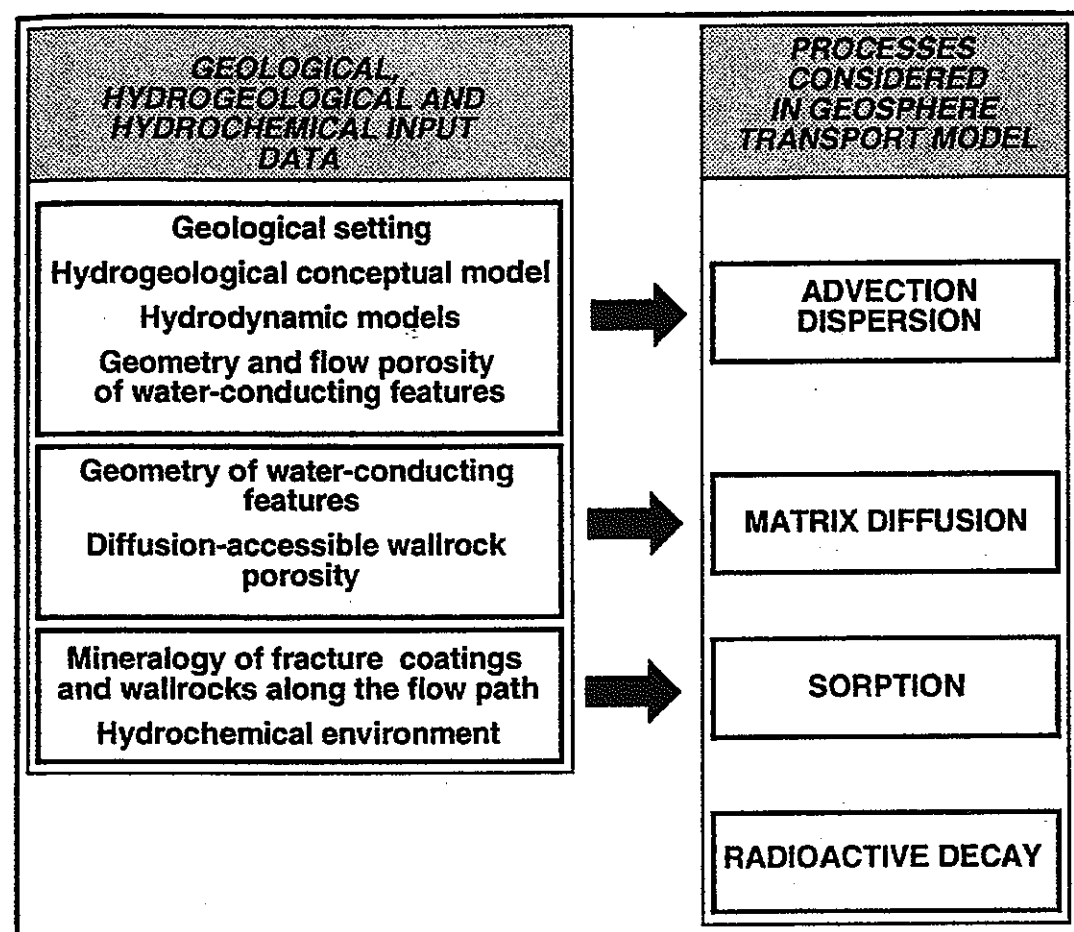 GEOLOGICAL,
HYDROGEOLOGICAL AND
HYDROCHEMICAL INPUT
DATA
Geological setting
Hydrogeological conceptual model
Hydrodynamic models
Geometry and flow porosity
of water-conducting features
Geometry of water-conducting
features
Diffusion-accessible wallrock
porosity
Mineralogy of fracture coatings
and wallrocks along the flow path
Hydrochemical environment
PROCESSES
CONSIDERED
IN GEOSPHERE
TRANSPORT MODEL
ADVECTION
DISPERSION
MATRIX DIFFUSION
SORPTION
RADIOACTIVE DECAY